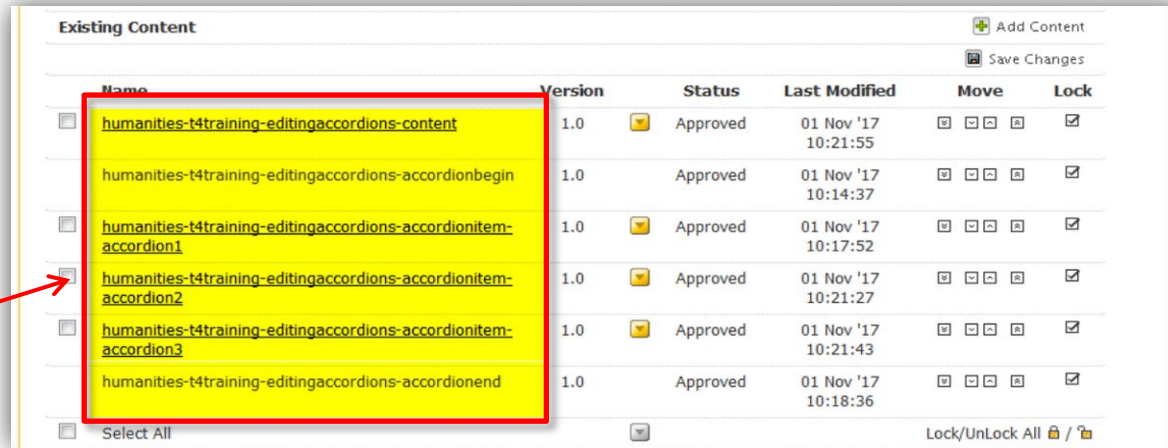 Existing Content Add Content
Save Changes
Name Version Status Last Modified Move Lock
humanities-t4training-editingaccordions-content 1.0 Approved 01 Nov '17
10:21:55
humanities-t4training-editingaccordions-accordionbegin 1.0 Approved 01 Nov '17
10:14:37
humanities-t4training-editingaccordions-accordionitem- 1.0 Approved 01 Nov '17
accordion1 10:17:52
humanities-t4training-editingaccordions-accordionitem- 1.0 Approved 01 Nov '17
accordion2 10:21:27
humanities-t4training-editingaccordions-accordionitem- 1.0 Approved 01 Nov '17
accordion3 10:21:43
humanities-t4training-editingaccordions-accordionend 1.0 Approved 01 Nov '17
10:18:36
Select All Lock/UnLock All /